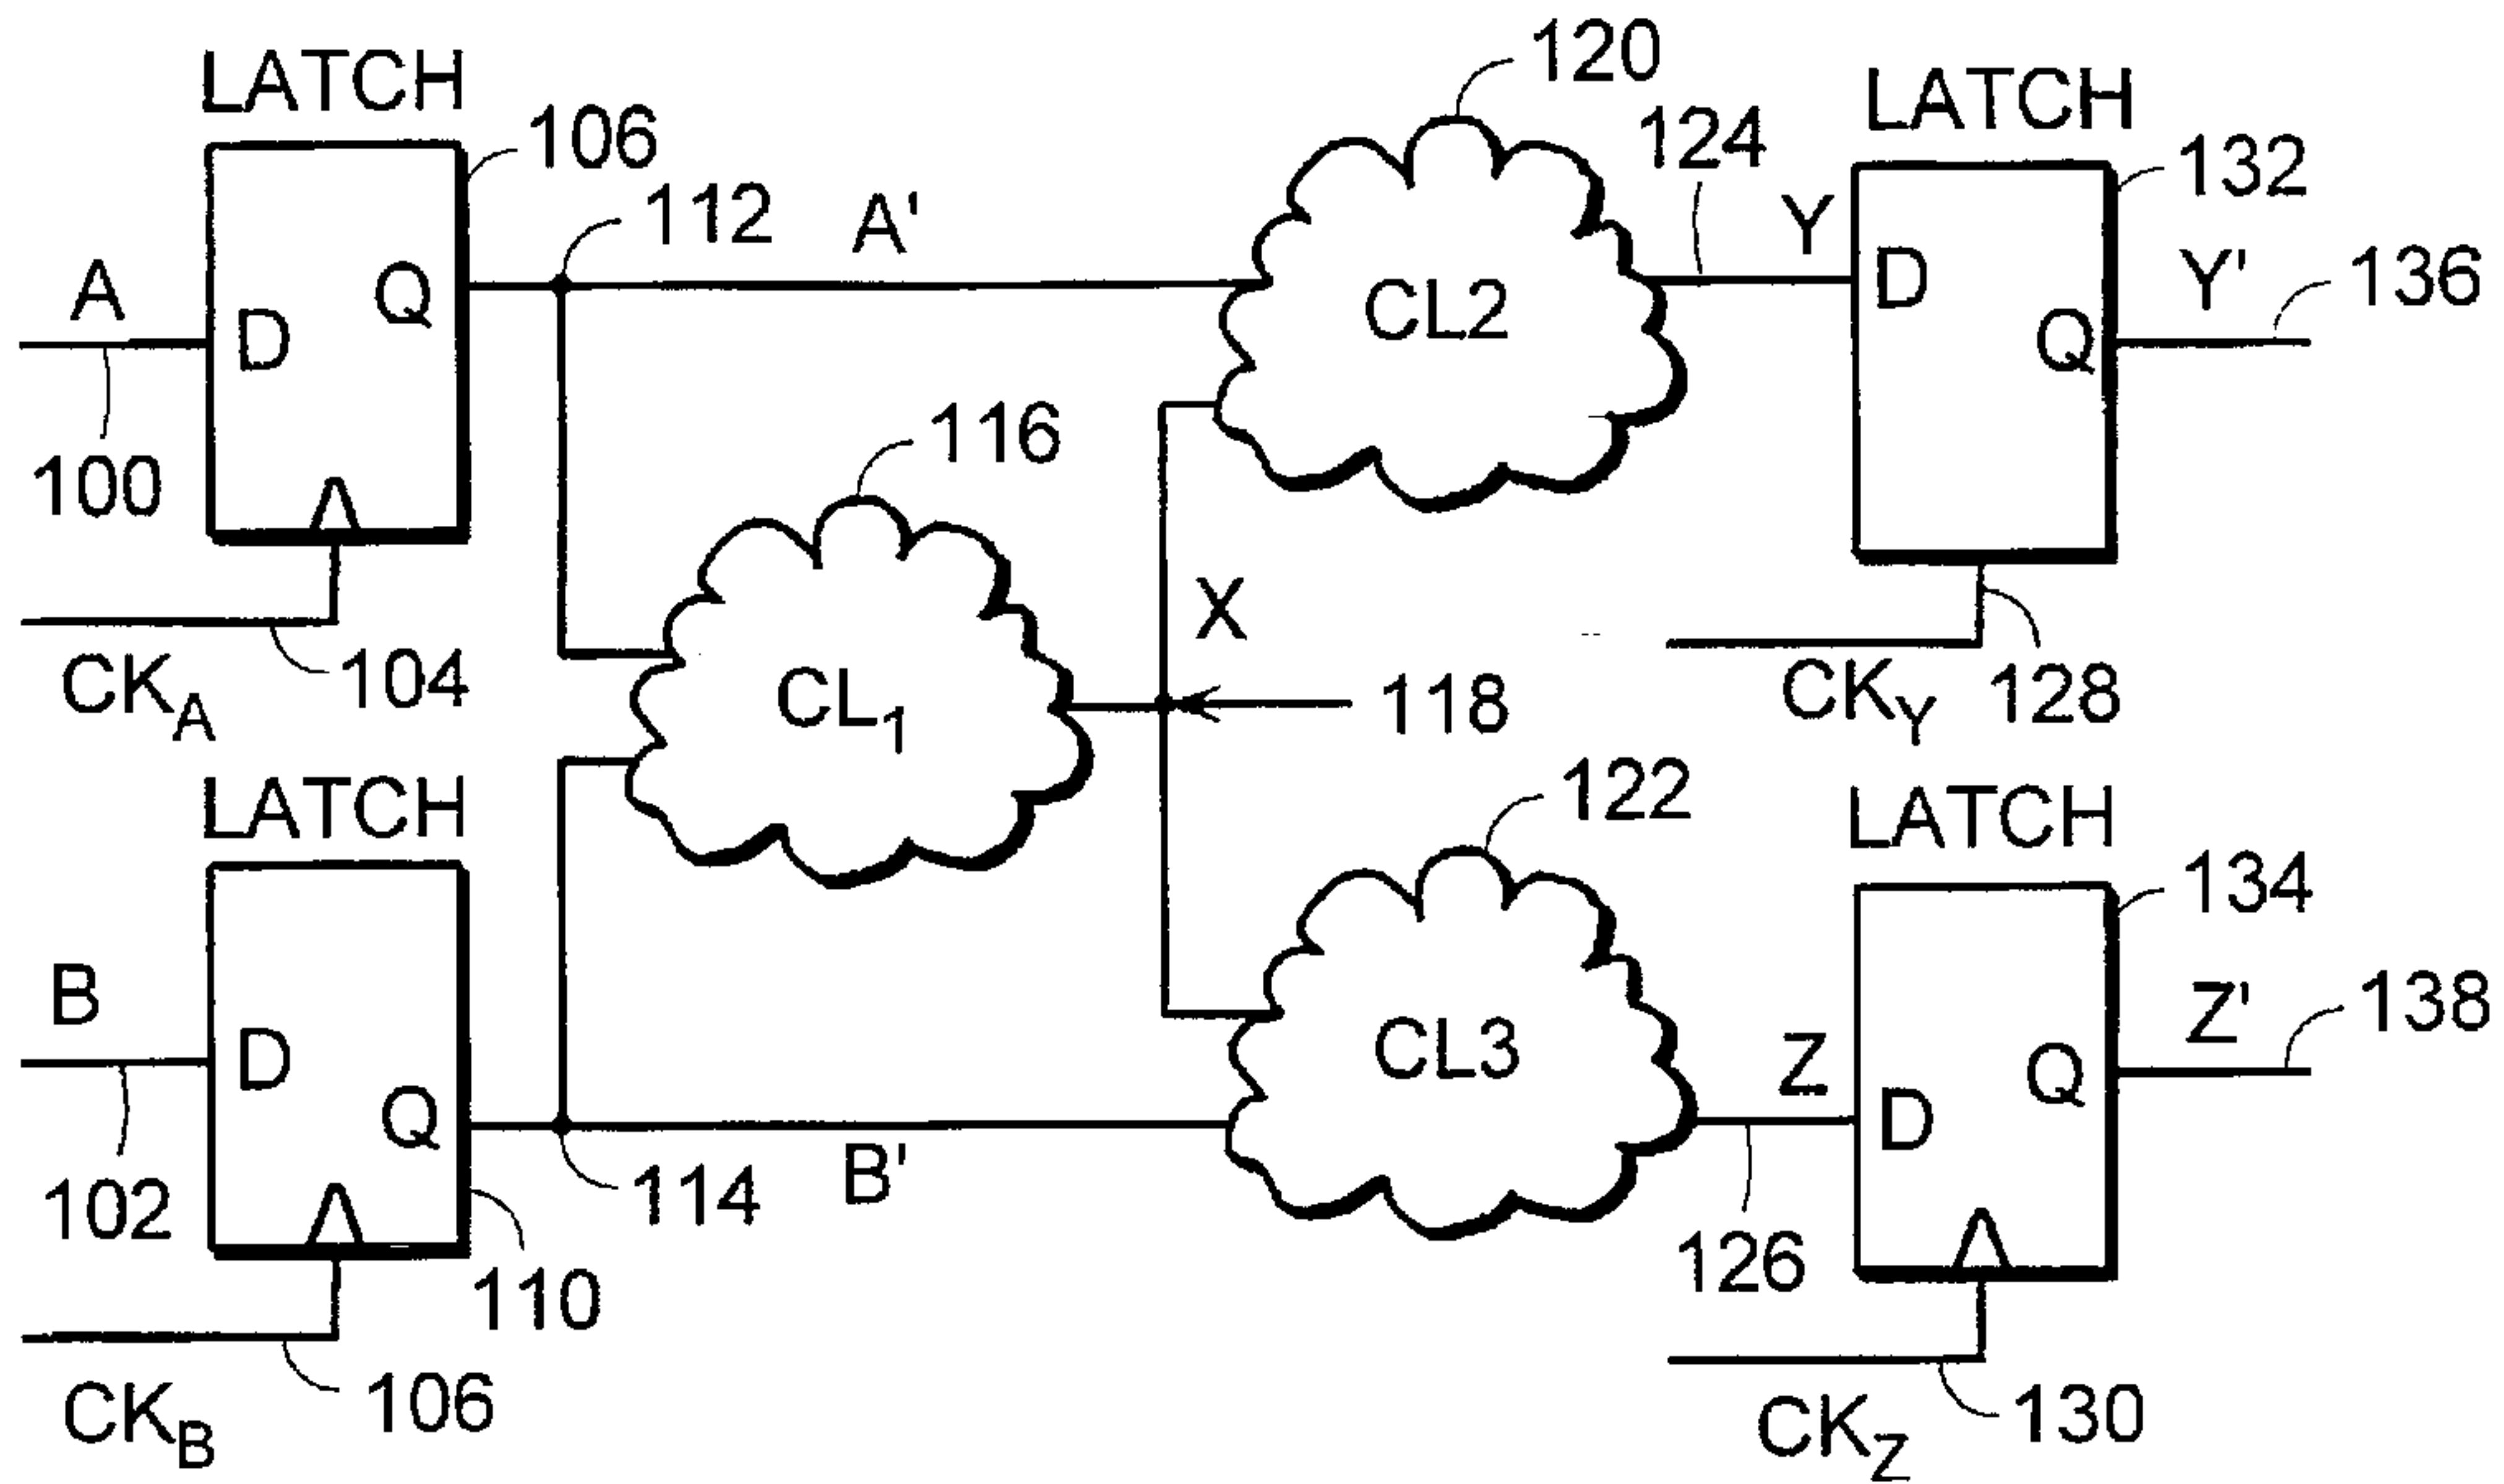 LATCH
120
LATCH
106
124
132
112
A'
Y
A
Q
D
Y'
136
D
CL2
Q
116
100
X
CK_A
104
CL_1
118
CK_Y
128
LATCH
122
LATCH
134
B
D
CL3
Z
Z'
138
Q
Q
D
102
114
B'
126
110
CK_B
106
CK_Z
130